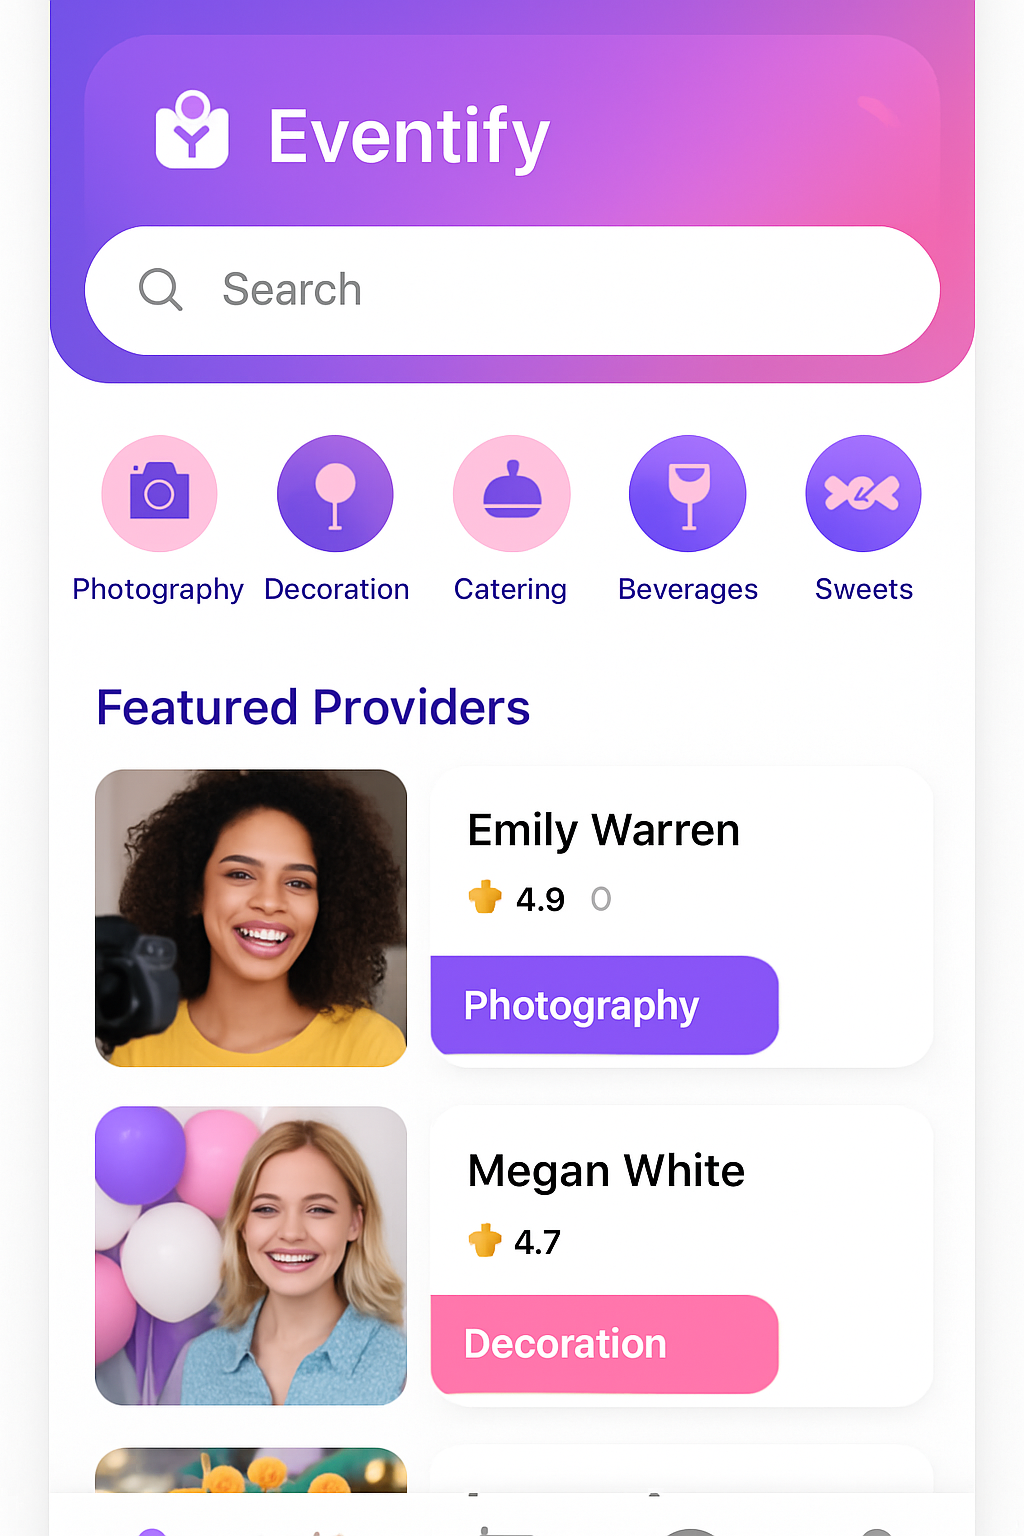 Eventify
Search
Photography Decoration Catering Beverages Sweets
Featured Providers
Emily Warren
4.9
Photography
Megan White
4.7
Decoration